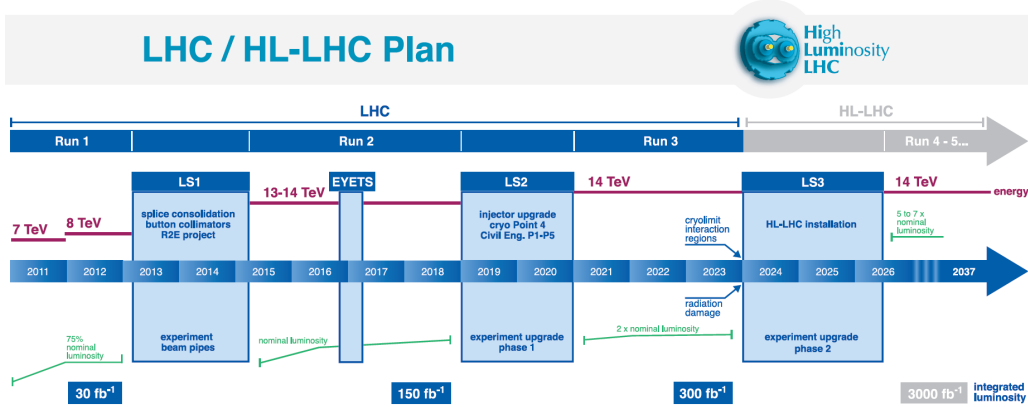 LHC / HL-LHC Plan
High
Luminosity
LHC
LHC
HL-LHC
Run 1
Run 2
Run 3
Run 4 - 5...
LS1
EYETS
LS2
14 TeV
LS3
14 TeV
13-14 TeV
energy
splice consolidation
button collimators
R2E project
injector upgrade
cryo Point 4
Civil Eng. P1-P5
cryolimit
interaction
regions
HL-LHC installation
5 to 7 x
nominal
luminosity
7 TeV
8 TeV
2011
2012
2013
2014
2015
2016
2017
2018
2019
2020
2021
2022
2023
2024
2025
2026
2037
radiation
damage
75%
nominal
luminosity
experiment
beam pipes
nominal luminosity
experiment upgrade
phase 1
2 x nominal luminosity
experiment upgrade
phase 2
30 fb⁻¹
150 fb⁻¹
300 fb⁻¹
3000 fb⁻¹
integrated
luminosity